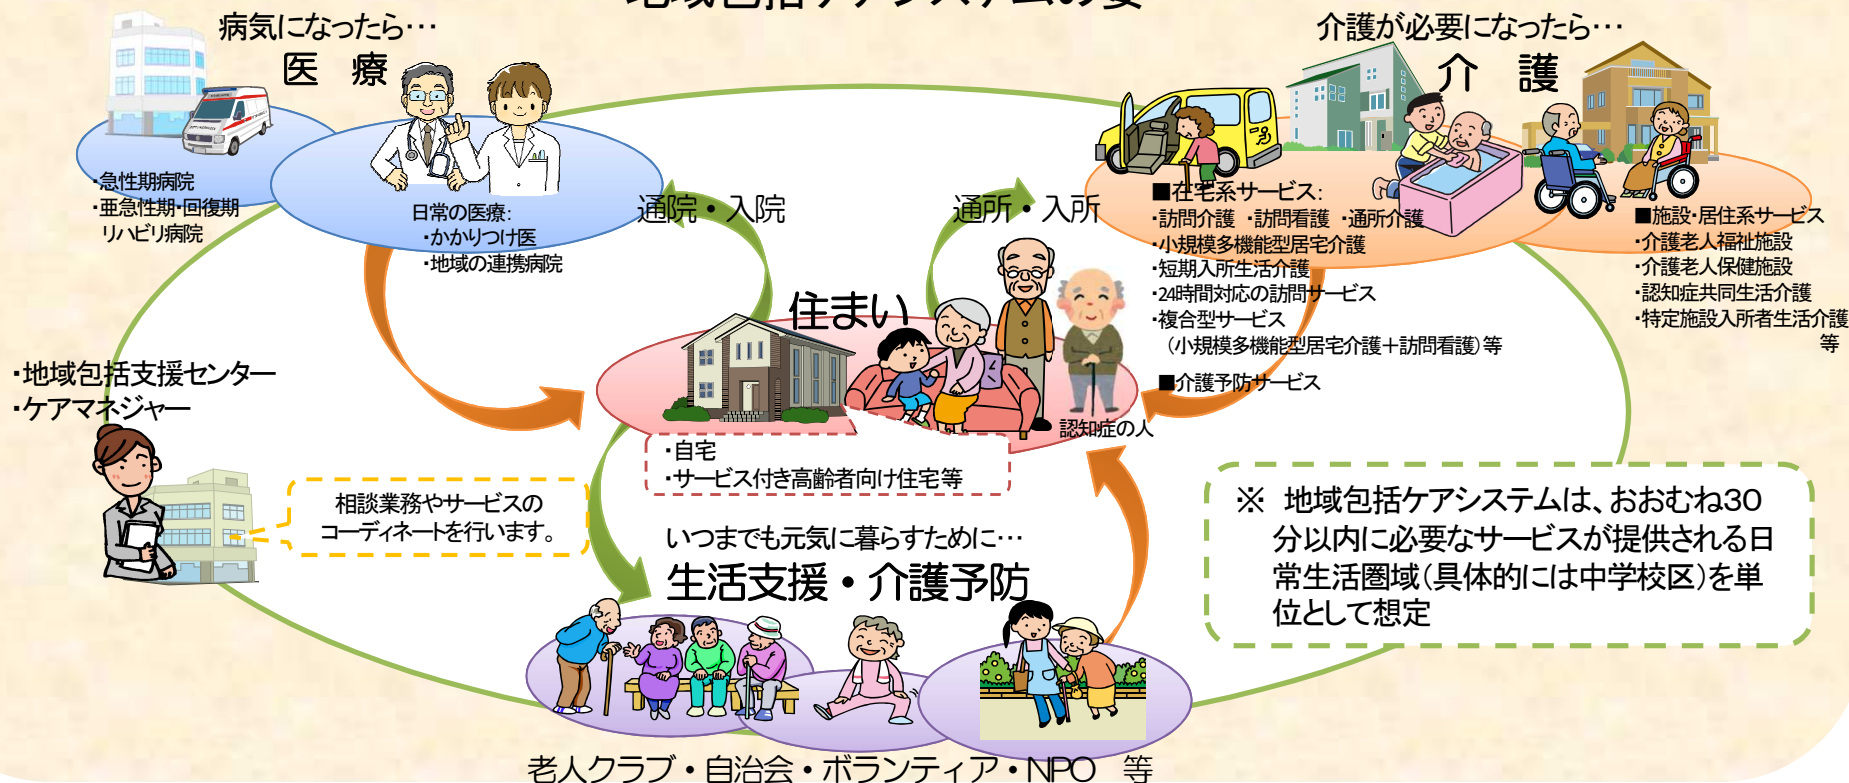 地域包括ケアシステムの姿
病気になったら…
医 療
・急性期病院
・亜急性期・回復期
リハビリ病院
日常の医療:
・かかりつけ医
・地域の連携病院
通院・入院
通所・入所
介護が必要になったら…
介 護
■在宅系サービス:
・訪問介護 ・訪問看護 ・通所介護
・小規模多機能型居宅介護
・短期入所生活介護
・24時間対応の訪問サービス
・複合型サービス
(小規模多機能型居宅介護+訪問看護)等
■介護予防サービス
■施設・居住系サービス
・介護老人福祉施設
・介護老人保健施設
・認知症共同生活介護
・特定施設入所者生活介護
等
住まい
認知症の人
・自宅
・サービス付き高齢者向け住宅等
・地域包括支援センター
・ケアマネジャー
相談業務やサービスの
コーディネートを行います。
いつまでも元気に暮らすために…
生活支援・介護予防
老人クラブ・自治会・ボランティア・NPO 等
※ 地域包括ケアシステムは、おおむね30
分以内に必要なサービスが提供される日
常生活圏域(具体的には中学校区)を単
位として想定